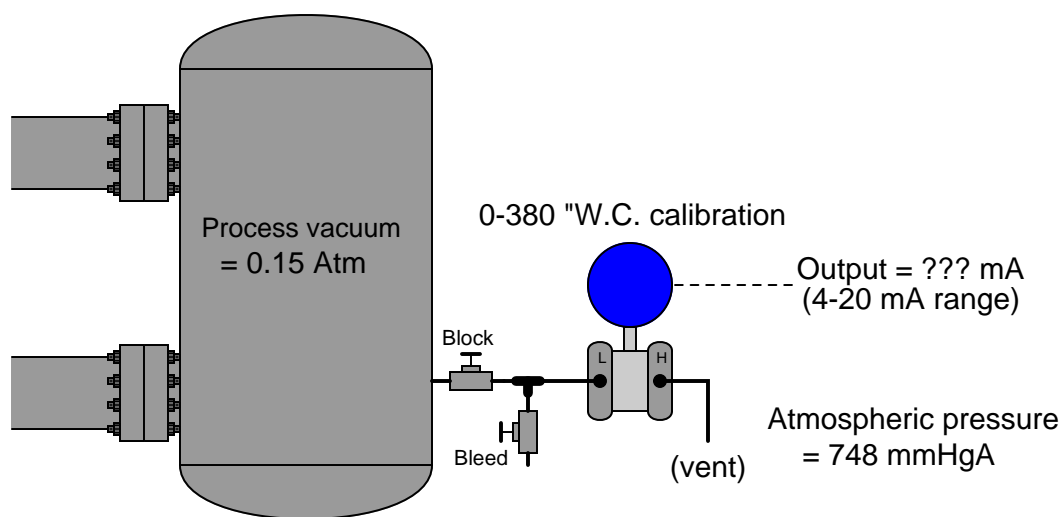 Process vacuum
= 0.15 Atm
0-380 "W.C. calibration
Output = ??? mA
(4-20 mA range)
Block
L
H
Bleed
(vent)
Atmospheric pressure
= 748 mmHgA